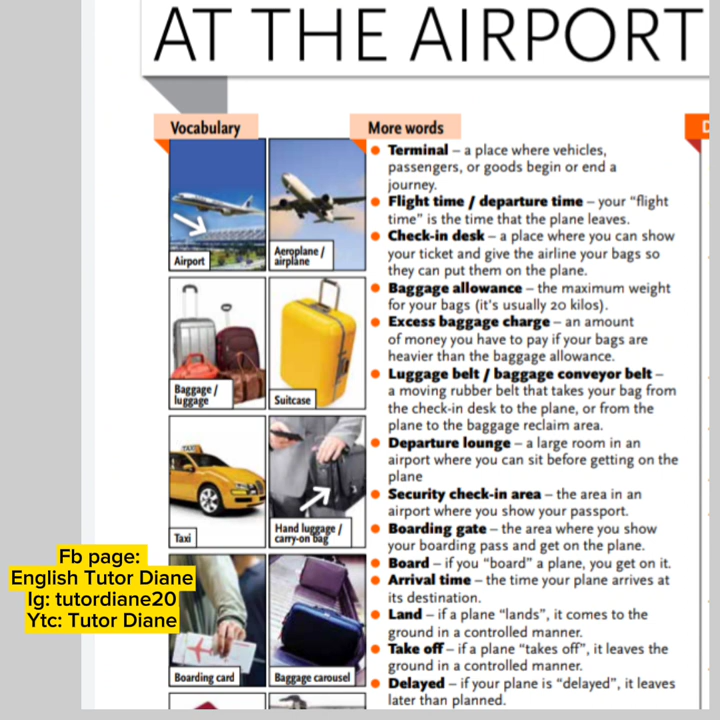 AT THE AIRPORT
Vocabulary
Airport
Aeroplane /
airplane
Baggage /
luggage
Suitcase
TAXI
Taxi
Hand luggage /
carry-on bag
Boarding card
Baggage carousel
More words
Terminal – a place where vehicles,
passengers, or goods begin or end a
journey.
Flight time / departure time – your “flight
time” is the time that the plane leaves.
Check-in desk – a place where you can show
your ticket and give the airline your bags so
they can put them on the plane.
Baggage allowance – the maximum weight
for your bags (it's usually 20 kilos).
Excess baggage charge – an amount
of money you have to pay if your bags are
heavier than the baggage allowance.
Luggage belt / baggage conveyor belt –
a moving rubber belt that takes your bag from
the check-in desk to the plane, or from the
plane to the baggage reclaim area.
Departure lounge – a large room in an
airport where you can sit before getting on the
plane
Security check-in area – the area in an
airport where you show your passport.
Boarding gate – the area where you show
your boarding pass and get on the plane.
Board – if you “board” a plane, you get on it.
Arrival time – the time your plane arrives at
its destination.
Land – if a plane “lands”, it comes to the
ground in a controlled manner.
Take off – if a plane “takes off”, it leaves the
ground in a controlled manner.
Delayed – if your plane is “delayed”, it leaves
later than planned.
Fb page:
English Tutor Diane
Ig: tutordiane20
Ytc: Tutor Diane